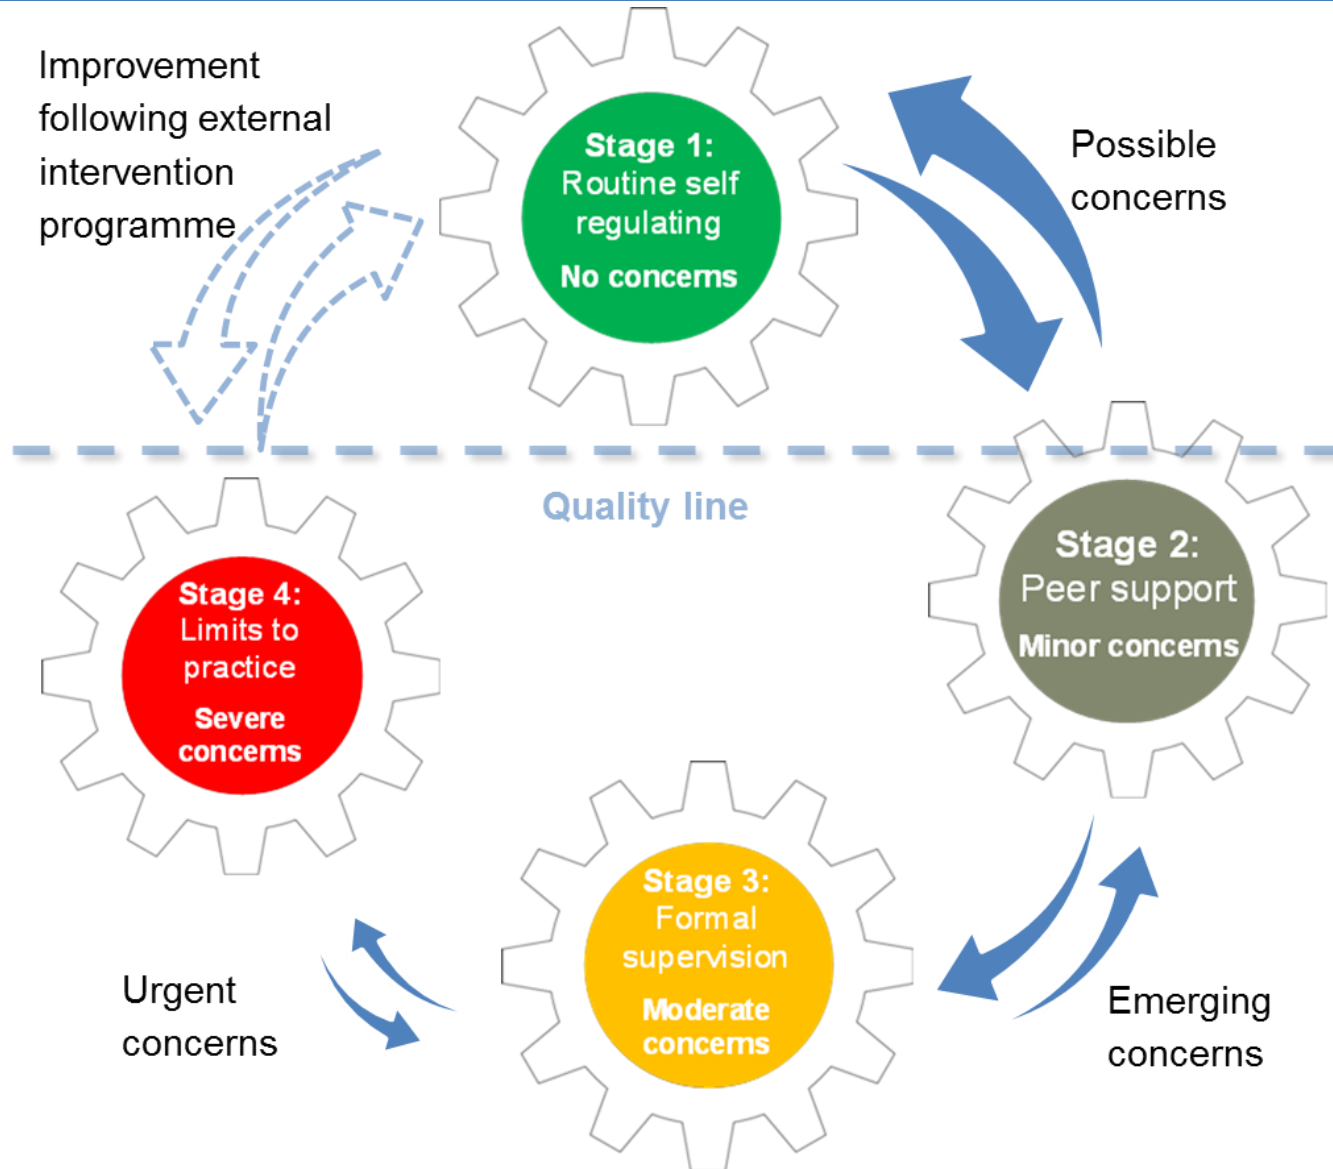 Improvement
following external
intervention
programme
Stage 1:
Routine self
regulating
No concerns
Possible
concerns
Quality line
Stage 2:
Peer support
Minor concerns
Stage 4:
Limits to
practice
Severe
concerns
Stage 3:
Formal
supervision
Moderate
concerns
Urgent
concerns
Emerging
concerns